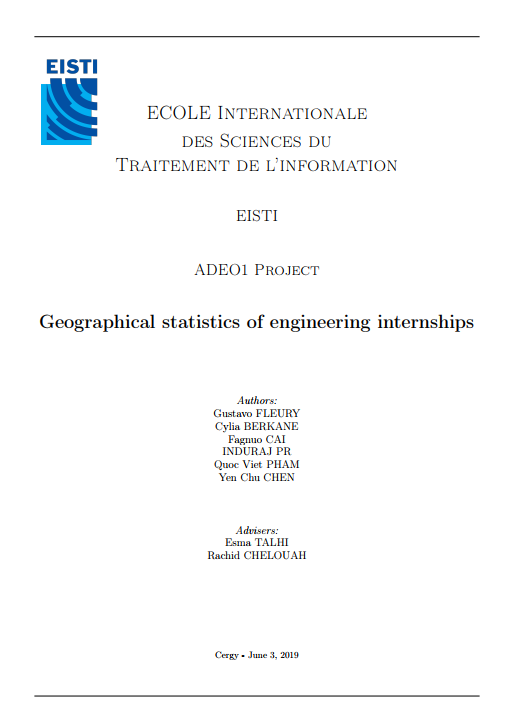 EISTI
ECOLE INTERNATIONALE
DES SCIENCES DU
TRAITEMENT DE L'INFORMATION
EISTI
ADEO1 PROJECT
Geographical statistics of engineering internships
Authors:
Gustavo FLEURY
Cylia BERKANE
Fagnuo CAI
INDURAJ PR
Quoc Viet PHAM
Yen Chu CHEN
Advisers:
Esma TALHI
Rachid CHELOUAH
Cergy • June 3, 2019